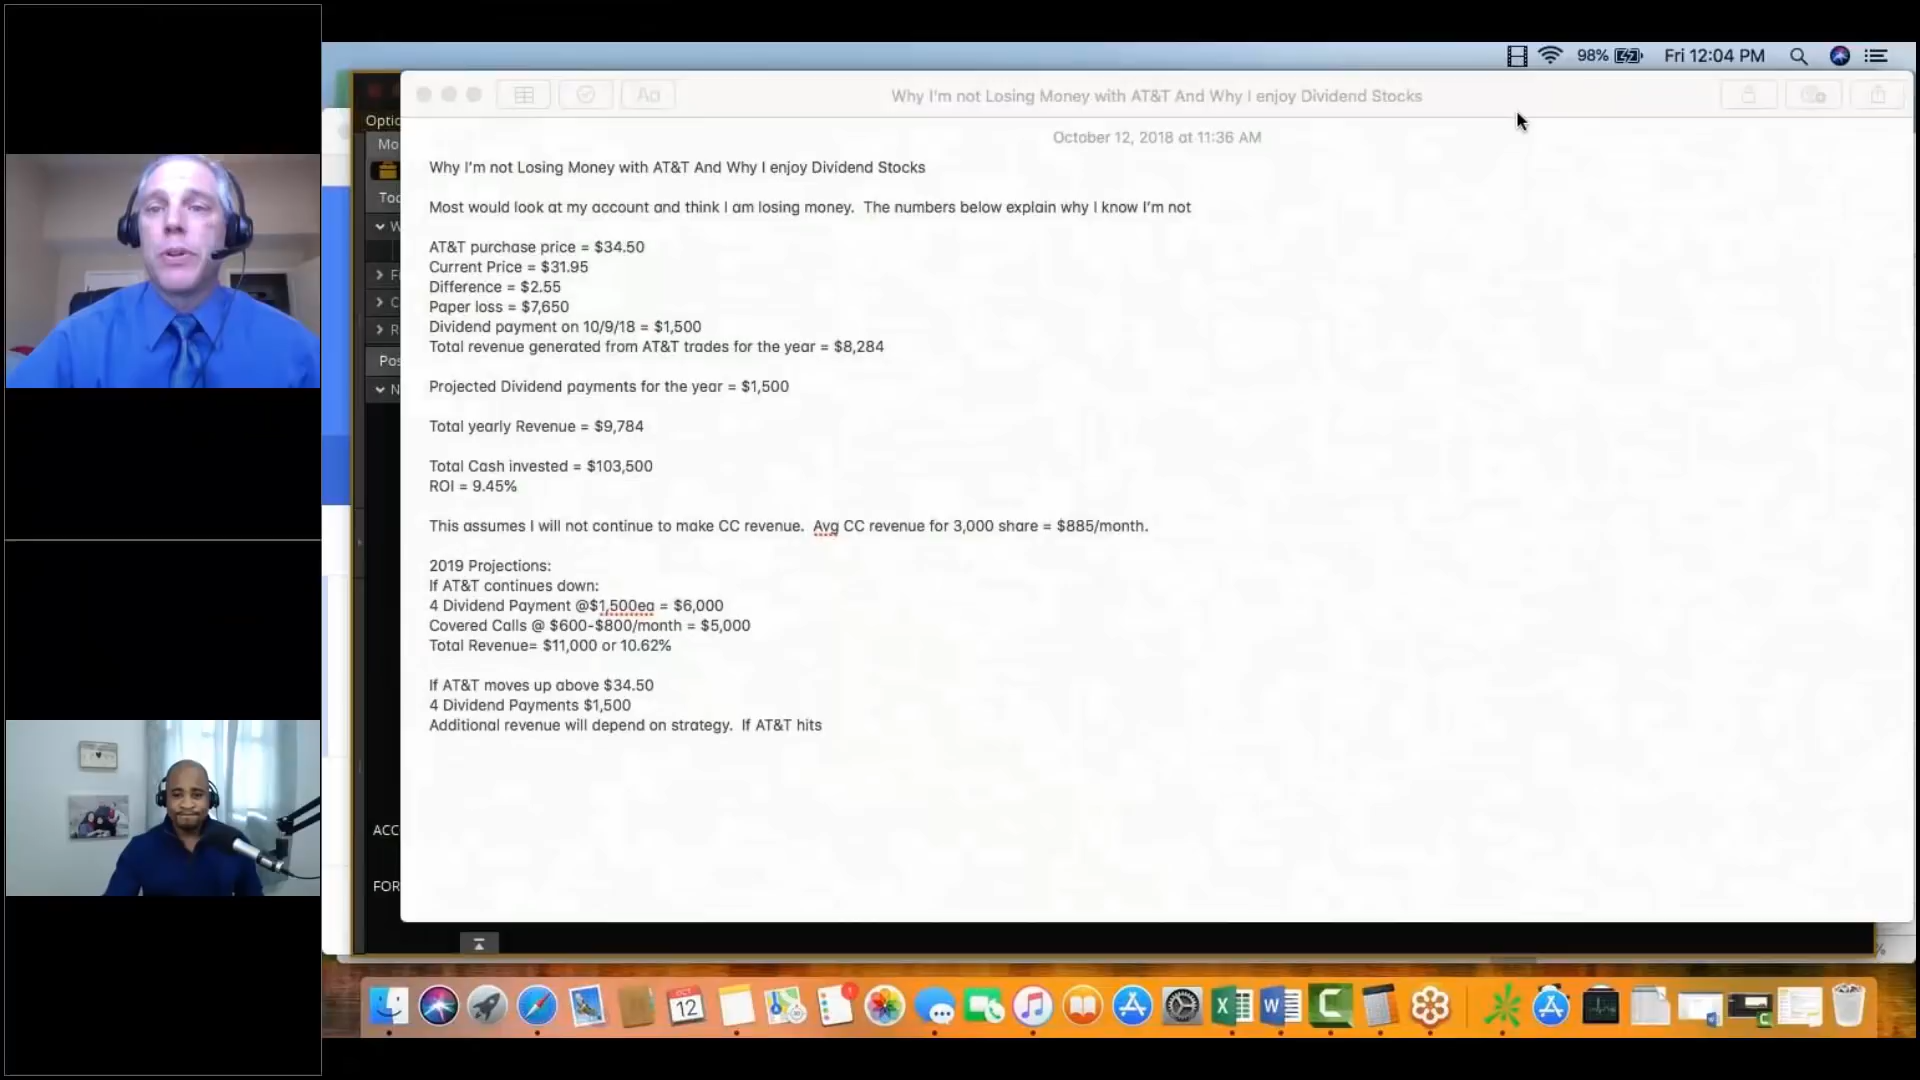 98%
Fri 12:04 PM
Aa
Why I'm not Losing Money with AT&T And Why I enjoy Dividend Stocks
October 12, 2018 at 11:36 AM
Why I'm not Losing Money with AT&T And Why I enjoy Dividend Stocks
Most would look at my account and think I am losing money.  The numbers below explain why I know I'm not
AT&T purchase price = $34.50
Current Price = $31.95
Difference = $2.55
Paper loss = $7,650
Dividend payment on 10/9/18 = $1,500
Total revenue generated from AT&T trades for the year = $8,284
Projected Dividend payments for the year = $1,500
Total yearly Revenue = $9,784
Total Cash invested = $103,500
ROI = 9.45%
This assumes I will not continue to make CC revenue.  Avg CC revenue for 3,000 share = $885/month.
2019 Projections:
If AT&T continues down:
4 Dividend Payment @$1,500ea = $6,000
Covered Calls @ $600-$800/month = $5,000
Total Revenue= $11,000 or 10.62%
If AT&T moves up above $34.50
4 Dividend Payments $1,500
Additional revenue will depend on strategy.  If AT&T hits
Optic
Mo
Too
W
F
C
R
Pos
N
ACC
FOR
OCT
12
1